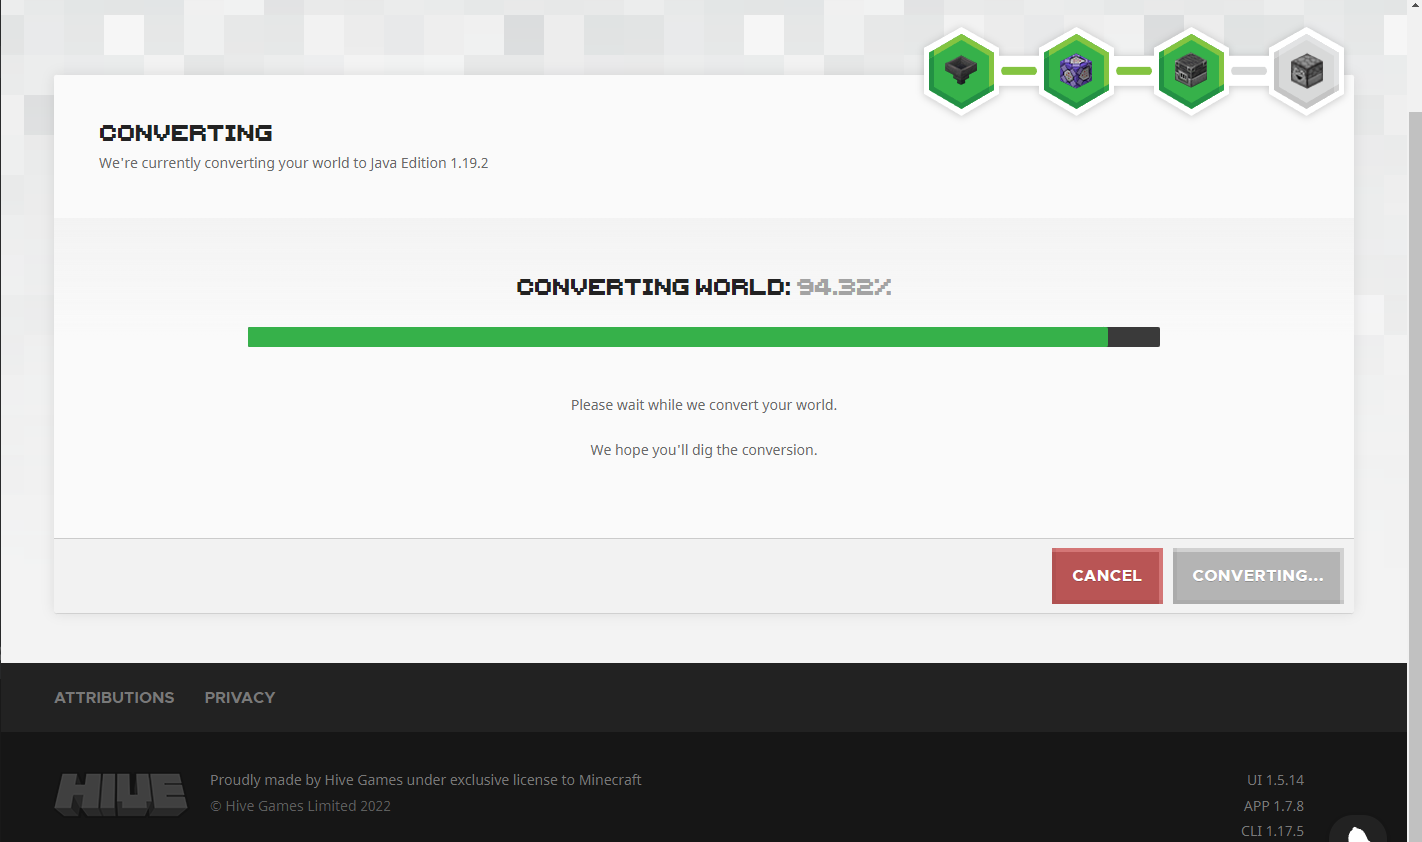 CONVERTING
We're currently converting your world to Java Edition 1.19.2
CONVERTING WORLD: 94.32%
Please wait while we convert your world.
We hope you'll dig the conversion.
CANCEL
CONVERTING...
ATTRIBUTIONS
PRIVACY
HIVE
Proudly made by Hive Games under exclusive license to Minecraft
© Hive Games Limited 2022
UI 1.5.14
APP 1.7.8
CLI 1.17.5